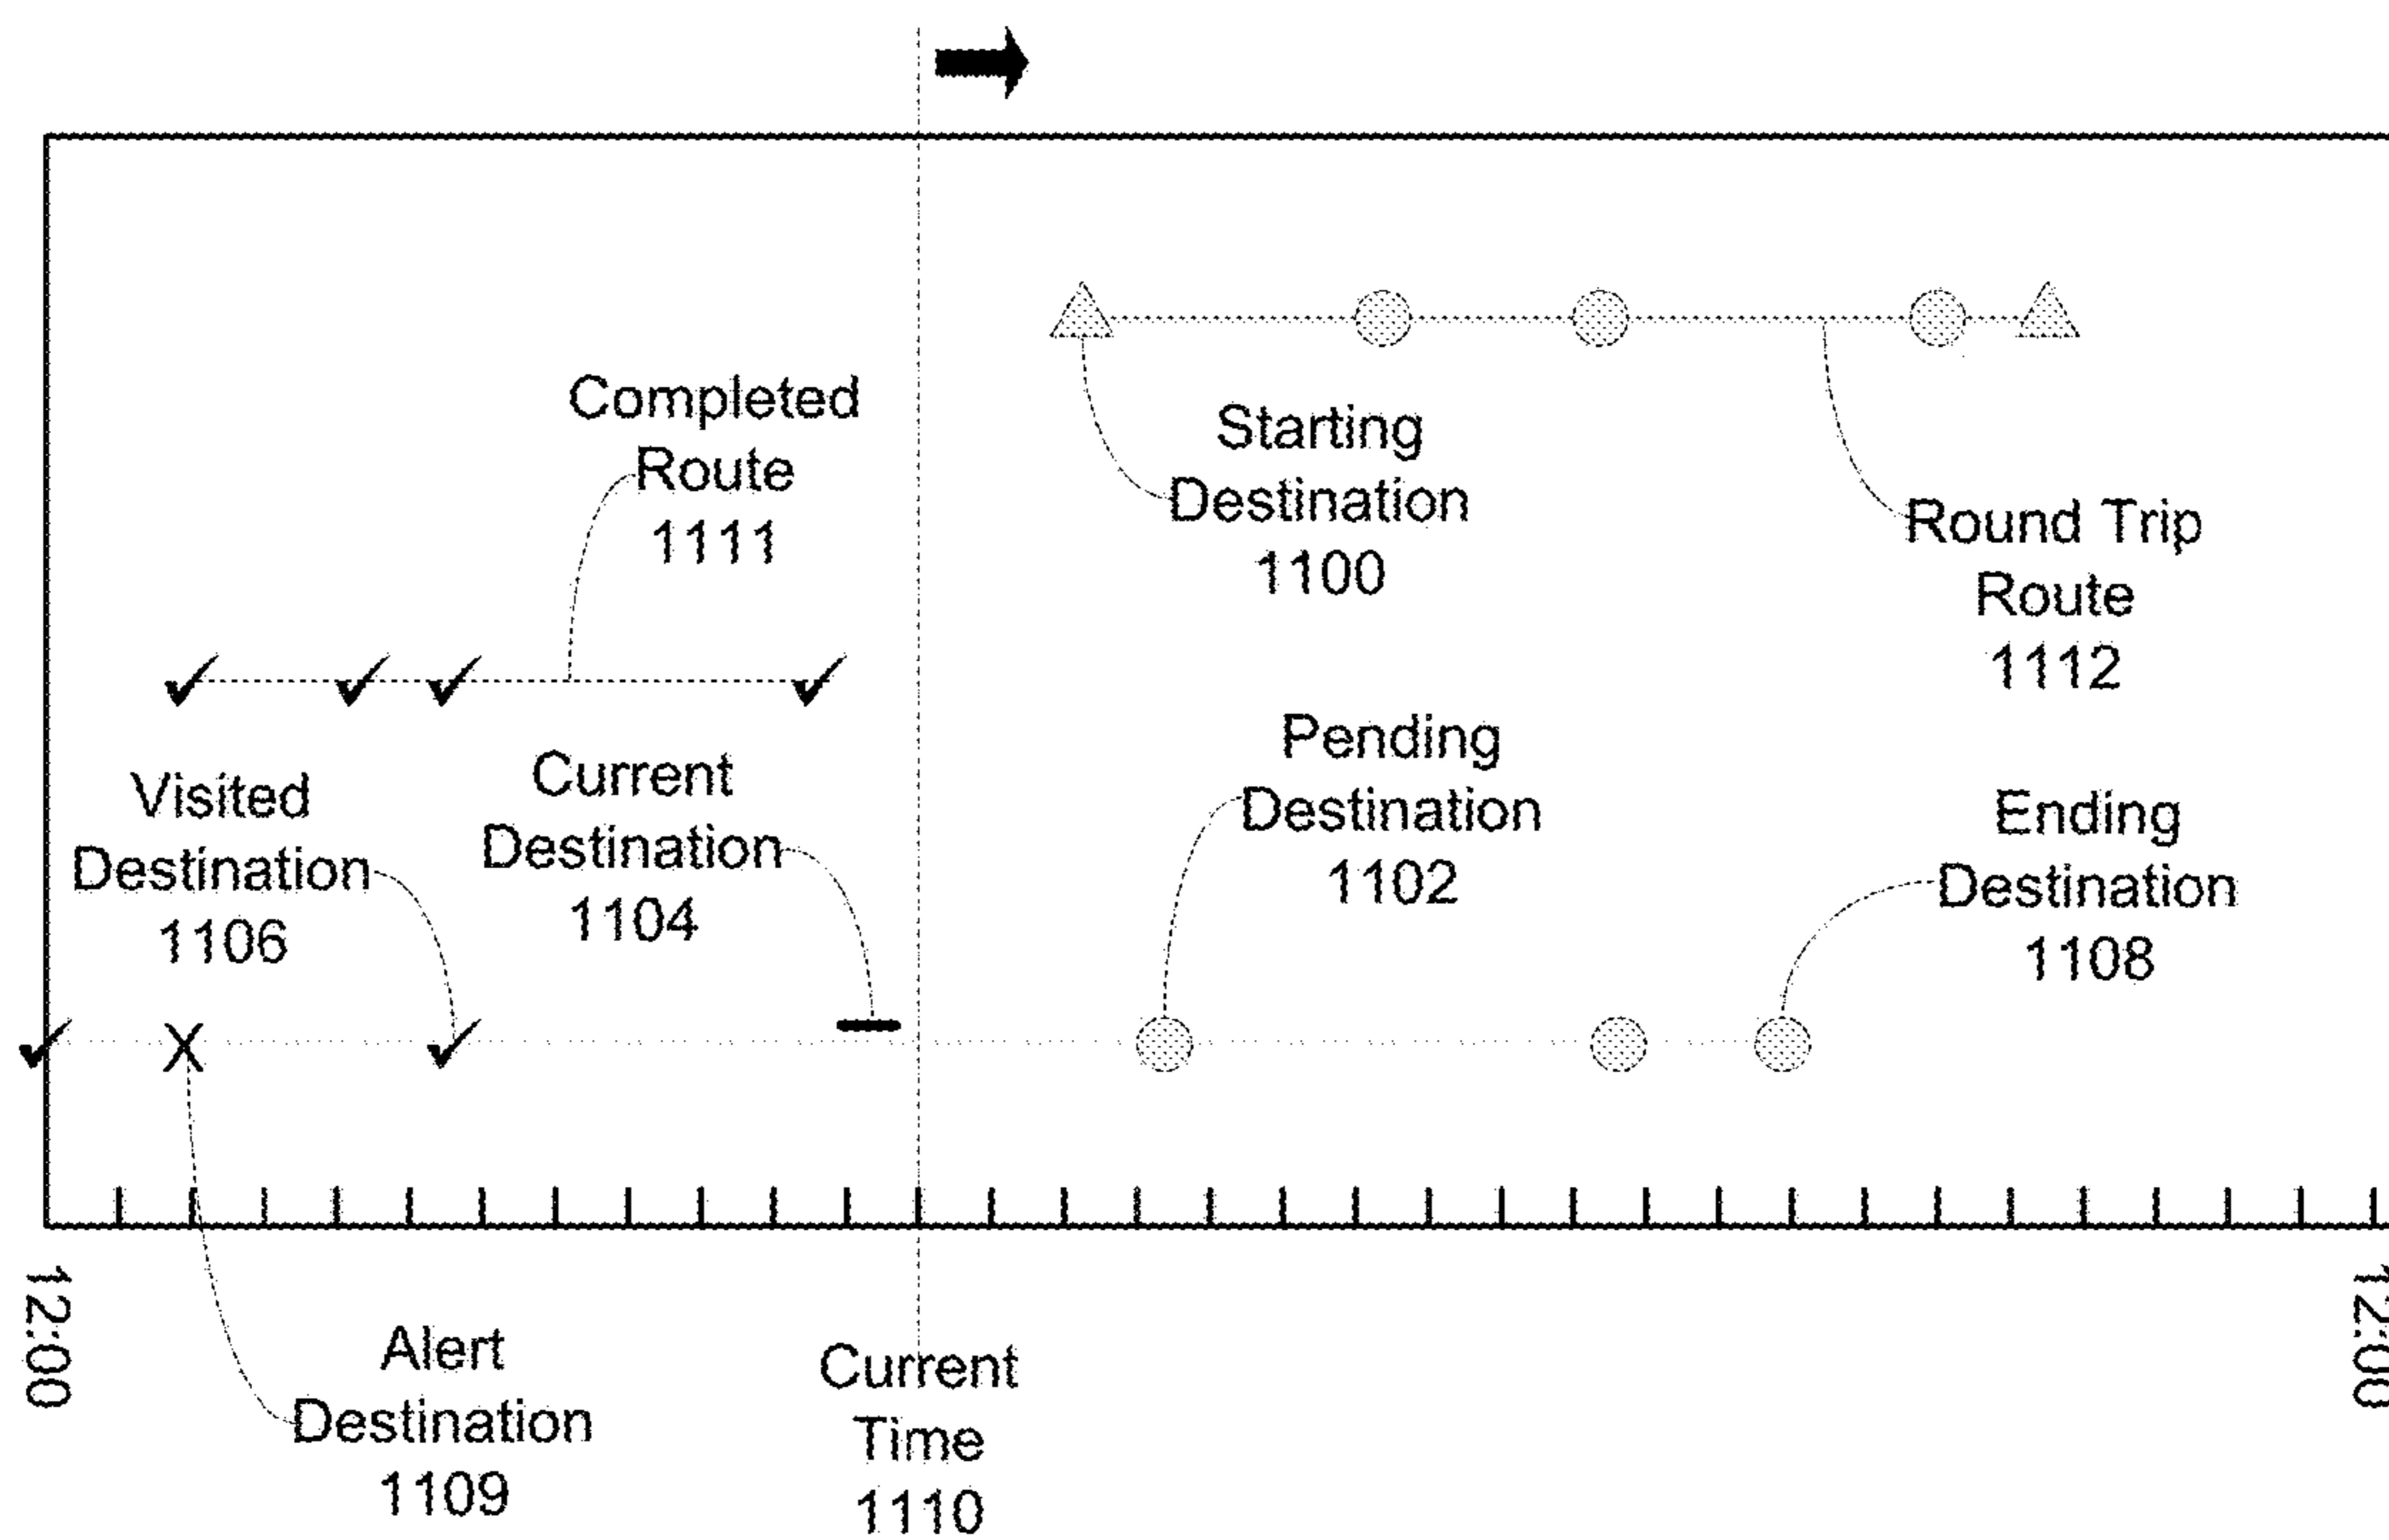 Completed
Route
1111
Starting
Destination
1100
Round Trip
Route
1112
Visited
Destination
1106
Current
Destination
1104
Pending
Destination
1102
Ending
Destination
1108
X
12:00
12:00
Alert
Destination
1109
Current
Time
1110